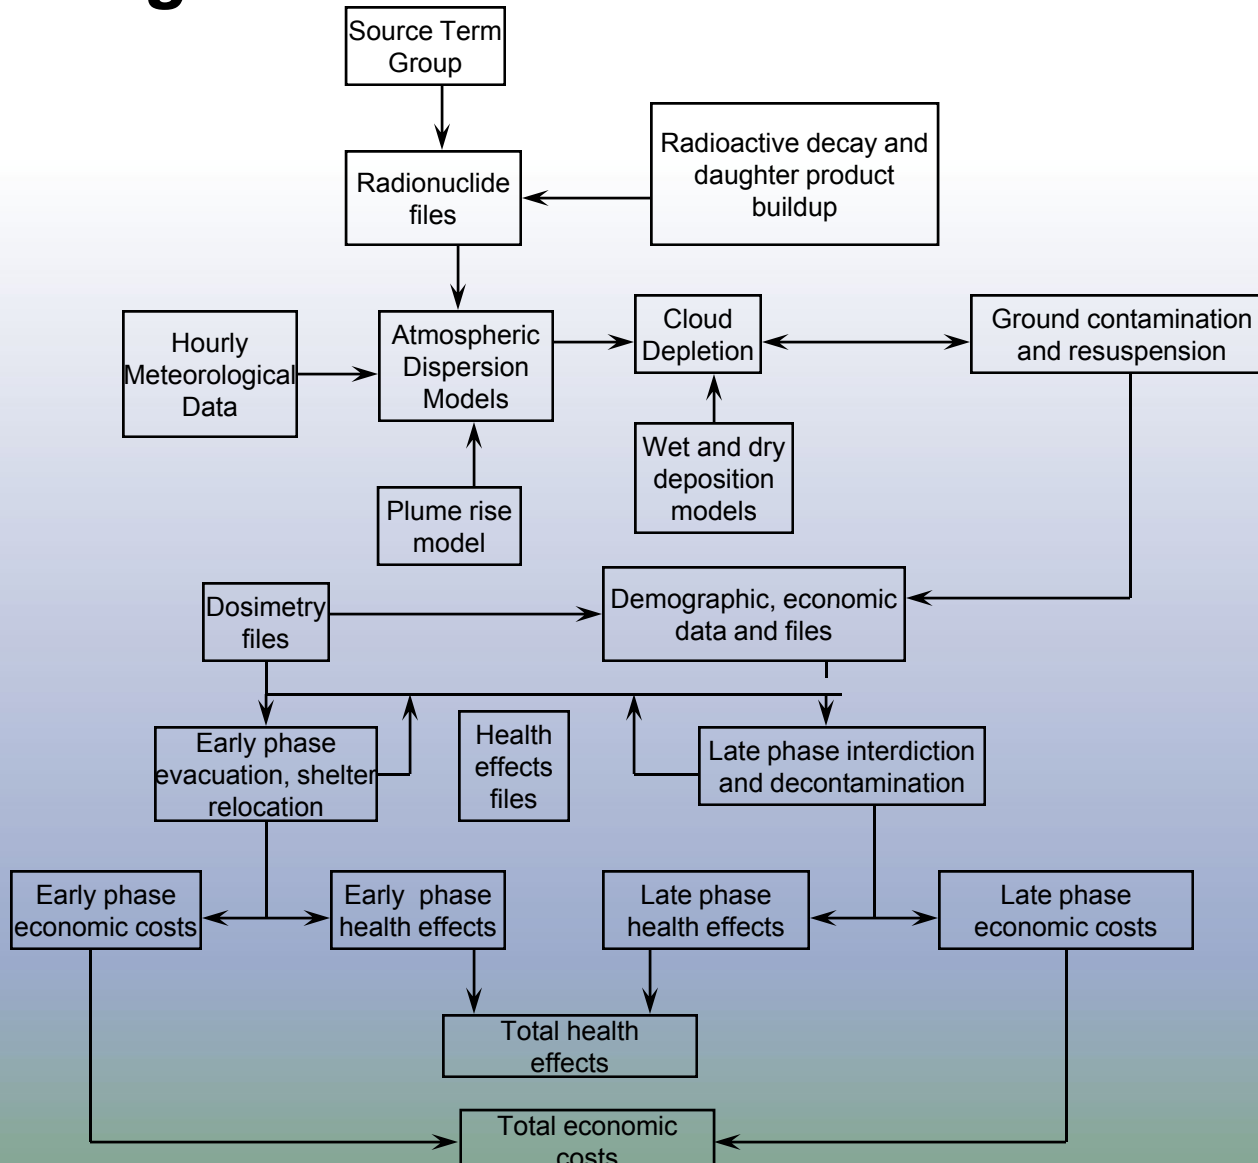 Source Term
Group
Radioactive decay and
daughter product
buildup
Radionuclide
files
Hourly
Meteorological
Data
Atmospheric
Dispersion
Models
Cloud
Depletion
Ground contamination
and resuspension
Wet and dry
deposition
models
Plume rise
model
Dosimetry
files
Demographic, economic
data and files
Early phase
evacuation, shelter
relocation
Health
effects
files
Late phase interdiction
and decontamination
Early phase
economic costs
Early  phase
health effects
Late phase
health effects
Late phase
economic costs
Total health
effects
Total economic
costs